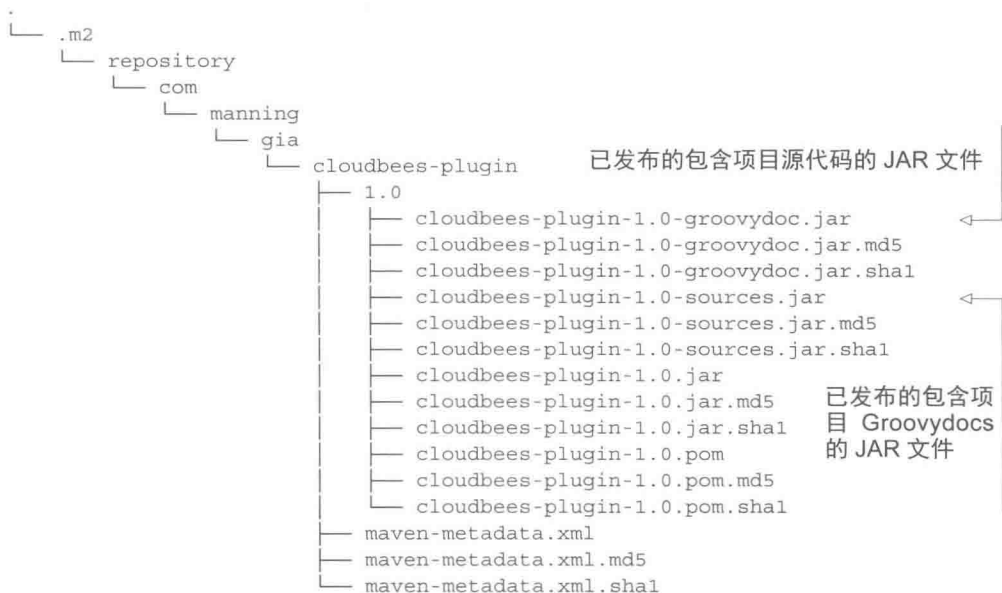 .
└── .m2
└── repository
└── com
└── manning
└── gia
└── cloudbees-plugin
已发布的包含项目源代码的 JAR 文件
├── 1.0
│ ├── cloudbees-plugin-1.0-groovydoc.jar
│ ├── cloudbees-plugin-1.0-groovydoc.jar.md5
│ ├── cloudbees-plugin-1.0-groovydoc.jar.sha1
│ ├── cloudbees-plugin-1.0-sources.jar
│ ├── cloudbees-plugin-1.0-sources.jar.md5
│ ├── cloudbees-plugin-1.0-sources.jar.sha1
│ ├── cloudbees-plugin-1.0.jar
│ ├── cloudbees-plugin-1.0.jar.md5
│ ├── cloudbees-plugin-1.0.jar.sha1
│ ├── cloudbees-plugin-1.0.pom
│ ├── cloudbees-plugin-1.0.pom.md5
│ └── cloudbees-plugin-1.0.pom.sha1
已发布的包含项
目 Groovydocs
的 JAR 文件
├── maven-metadata.xml
├── maven-metadata.xml.md5
└── maven-metadata.xml.sha1